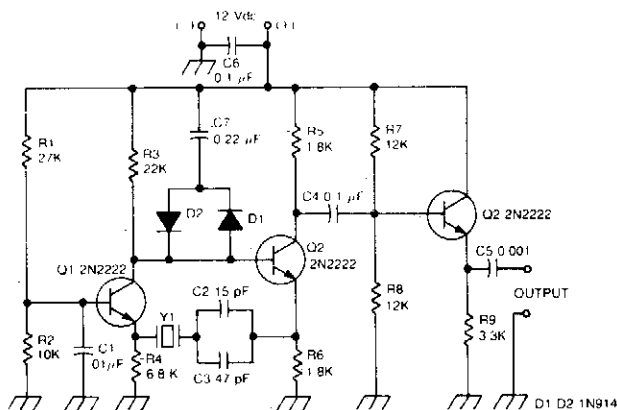 12 Vdc
(-)
(+)
C6
0.1 µF
C7
0.22 µF
R1
27K
R3
22K
R5
1.8K
R7
12K
C4 0.1 µF
D2
D1
Q2 2N2222
Q2
2N2222
C5 0.001
Q1 2N2222
C2 15 pF
OUTPUT
R8
12K
Y1
R2
10K
C1
.01µF
R4
6.8 K
C3 47 pF
R6
1.8K
R9
3.3K
D1 D2 1N914